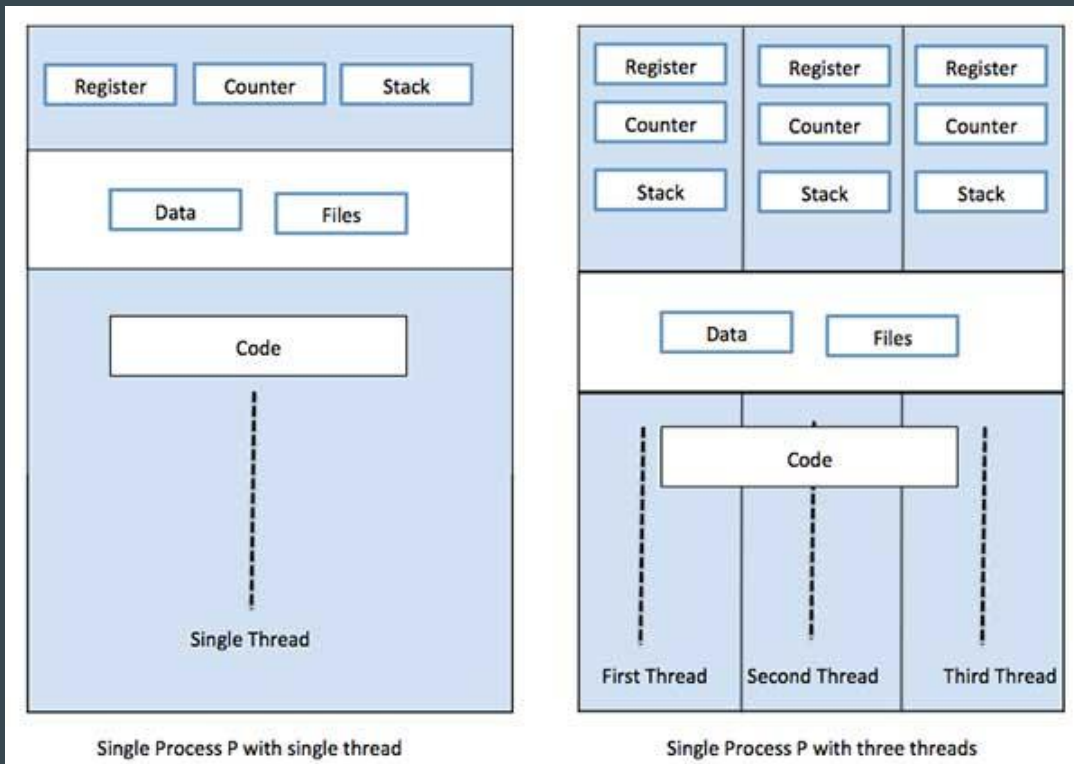 Register Counter Stack
Data Files
Code
Single Thread
Single Process P with single thread
Register Register Register
Counter Counter Counter
Stack Stack Stack
Data Files
Code
First Thread Second Thread Third Thread
Single Process P with three threads